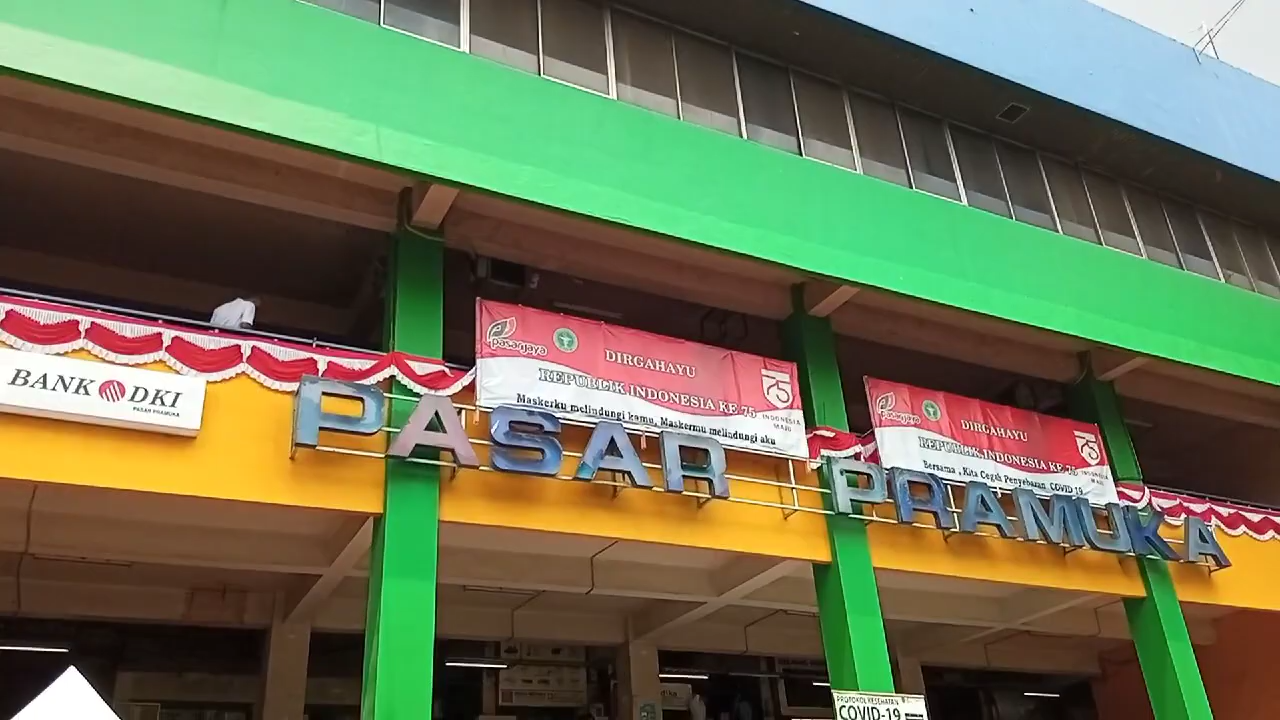 BANK DKI
PASAR PRAMUKA
pasarjaya
DIRGAHAYU
REPUBLIK INDONESIA KE 75
Maskerku melindungi kamu, Maskermu melindungi aku
75
INDONESIA
MAJU
pasarjaya
DIRGAHAYU
REPUBLIK INDONESIA KE 75
Bersama , Kita Cegah Penyebaran COVID 19
75
INDONESIA
MAJU
PASAR PRAMUKA
PROTOKOL KESEHATAN
COVID-19